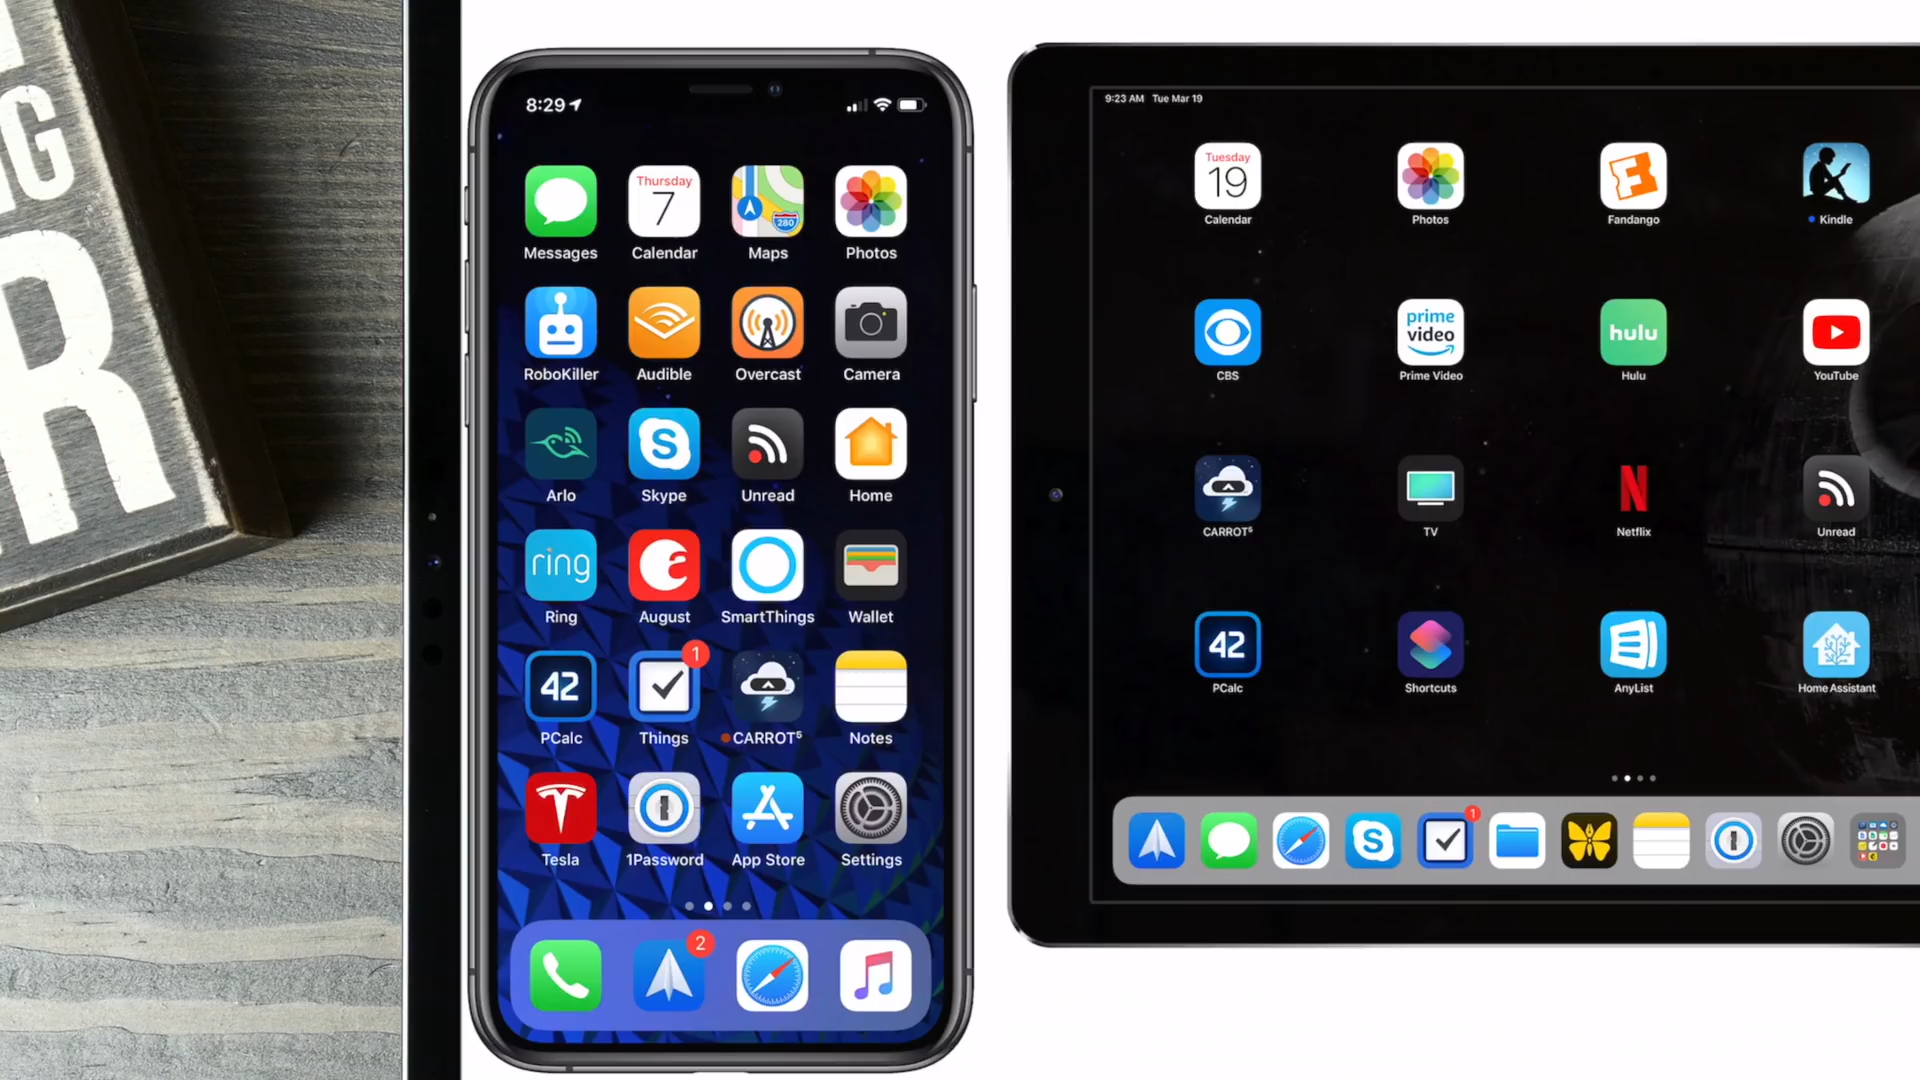 G
R
8:29
Thursday
7
280
Messages Calendar Maps Photos
RoboKiller Audible Overcast Camera
Arlo Skype Unread Home
ring
a
Ring August SmartThings Wallet
42
1
PCalc Things CARROT⁵ Notes
Tesla 1Password App Store Settings
2
9:23 AM Tue Mar 19
Tuesday
19
Calendar Photos Fandango Kindle
prime video
hulu
CBS Prime Video Hulu YouTube
CARROT⁵ TV Netflix Unread
42
PCalc Shortcuts AnyList Home Assistant
1